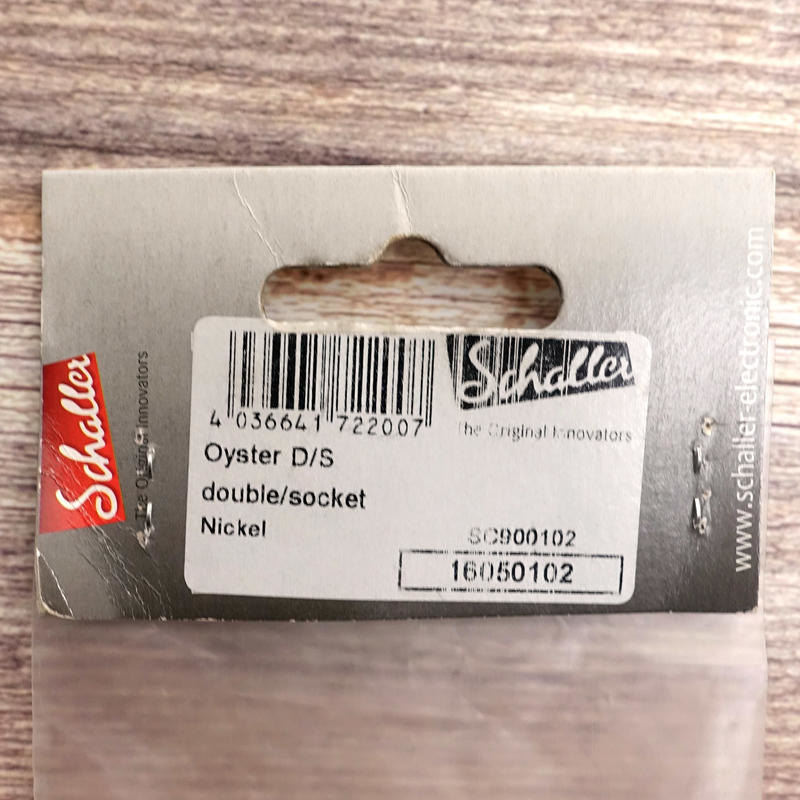 Schaller
The Original Innovators
4 036641 722007
Schaller
The Original Innovators
Oyster D/S
double/socket
Nickel
SC900102
16050102
www.schaller-electronic.com